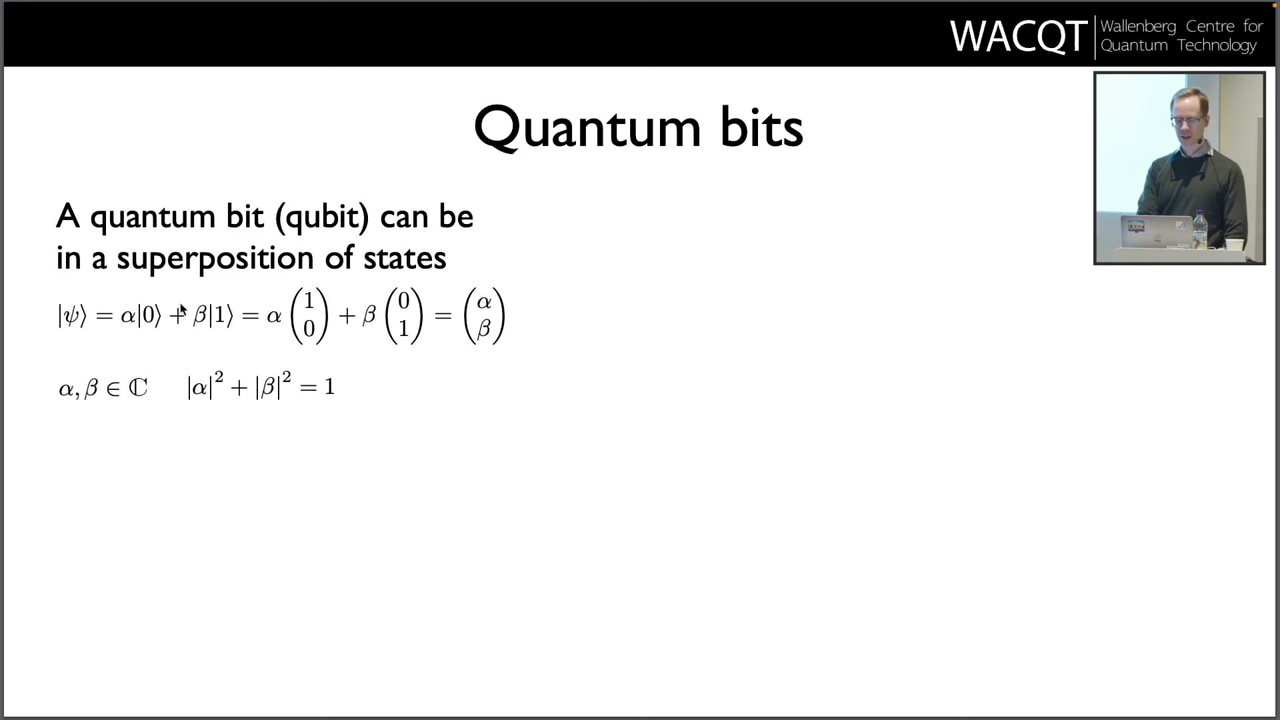 WACQT
Wallenberg Centre for
Quantum Technology
Quantum bits
A quantum bit (qubit) can be
in a superposition of states
|ψ⟩ = α|0⟩ + β|1⟩ = α (1 0) + β (0 1) = (α β)
α, β ∈ ℂ |α|² + |β|² = 1